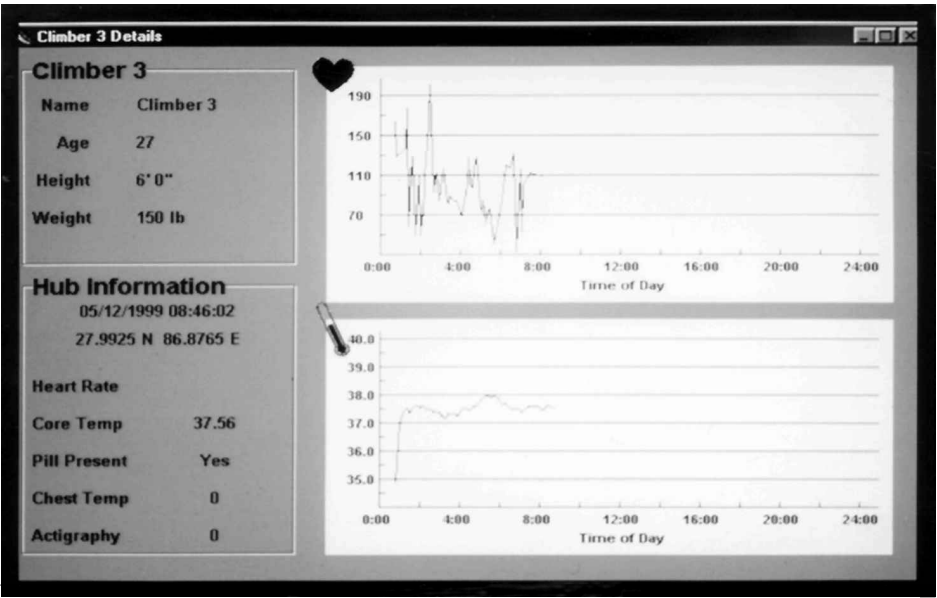 Climber 3 Details
Climber 3
Name Climber 3
Age 27
Height 6'0"
Weight 150 lb
Hub Information
05/12/1999 08:46:02
27.9925 N 86.8765 E
Heart Rate
Core Temp 37.56
Pill Present Yes
Chest Temp 0
Actigraphy 0
190
150
110
70
0:00 4:00 8:00 12:00 16:00 20:00 24:00
Time of Day
40.0
39.0
38.0
37.0
36.0
35.0
0:00 4:00 8:00 12:00 16:00 20:00 24:00
Time of Day